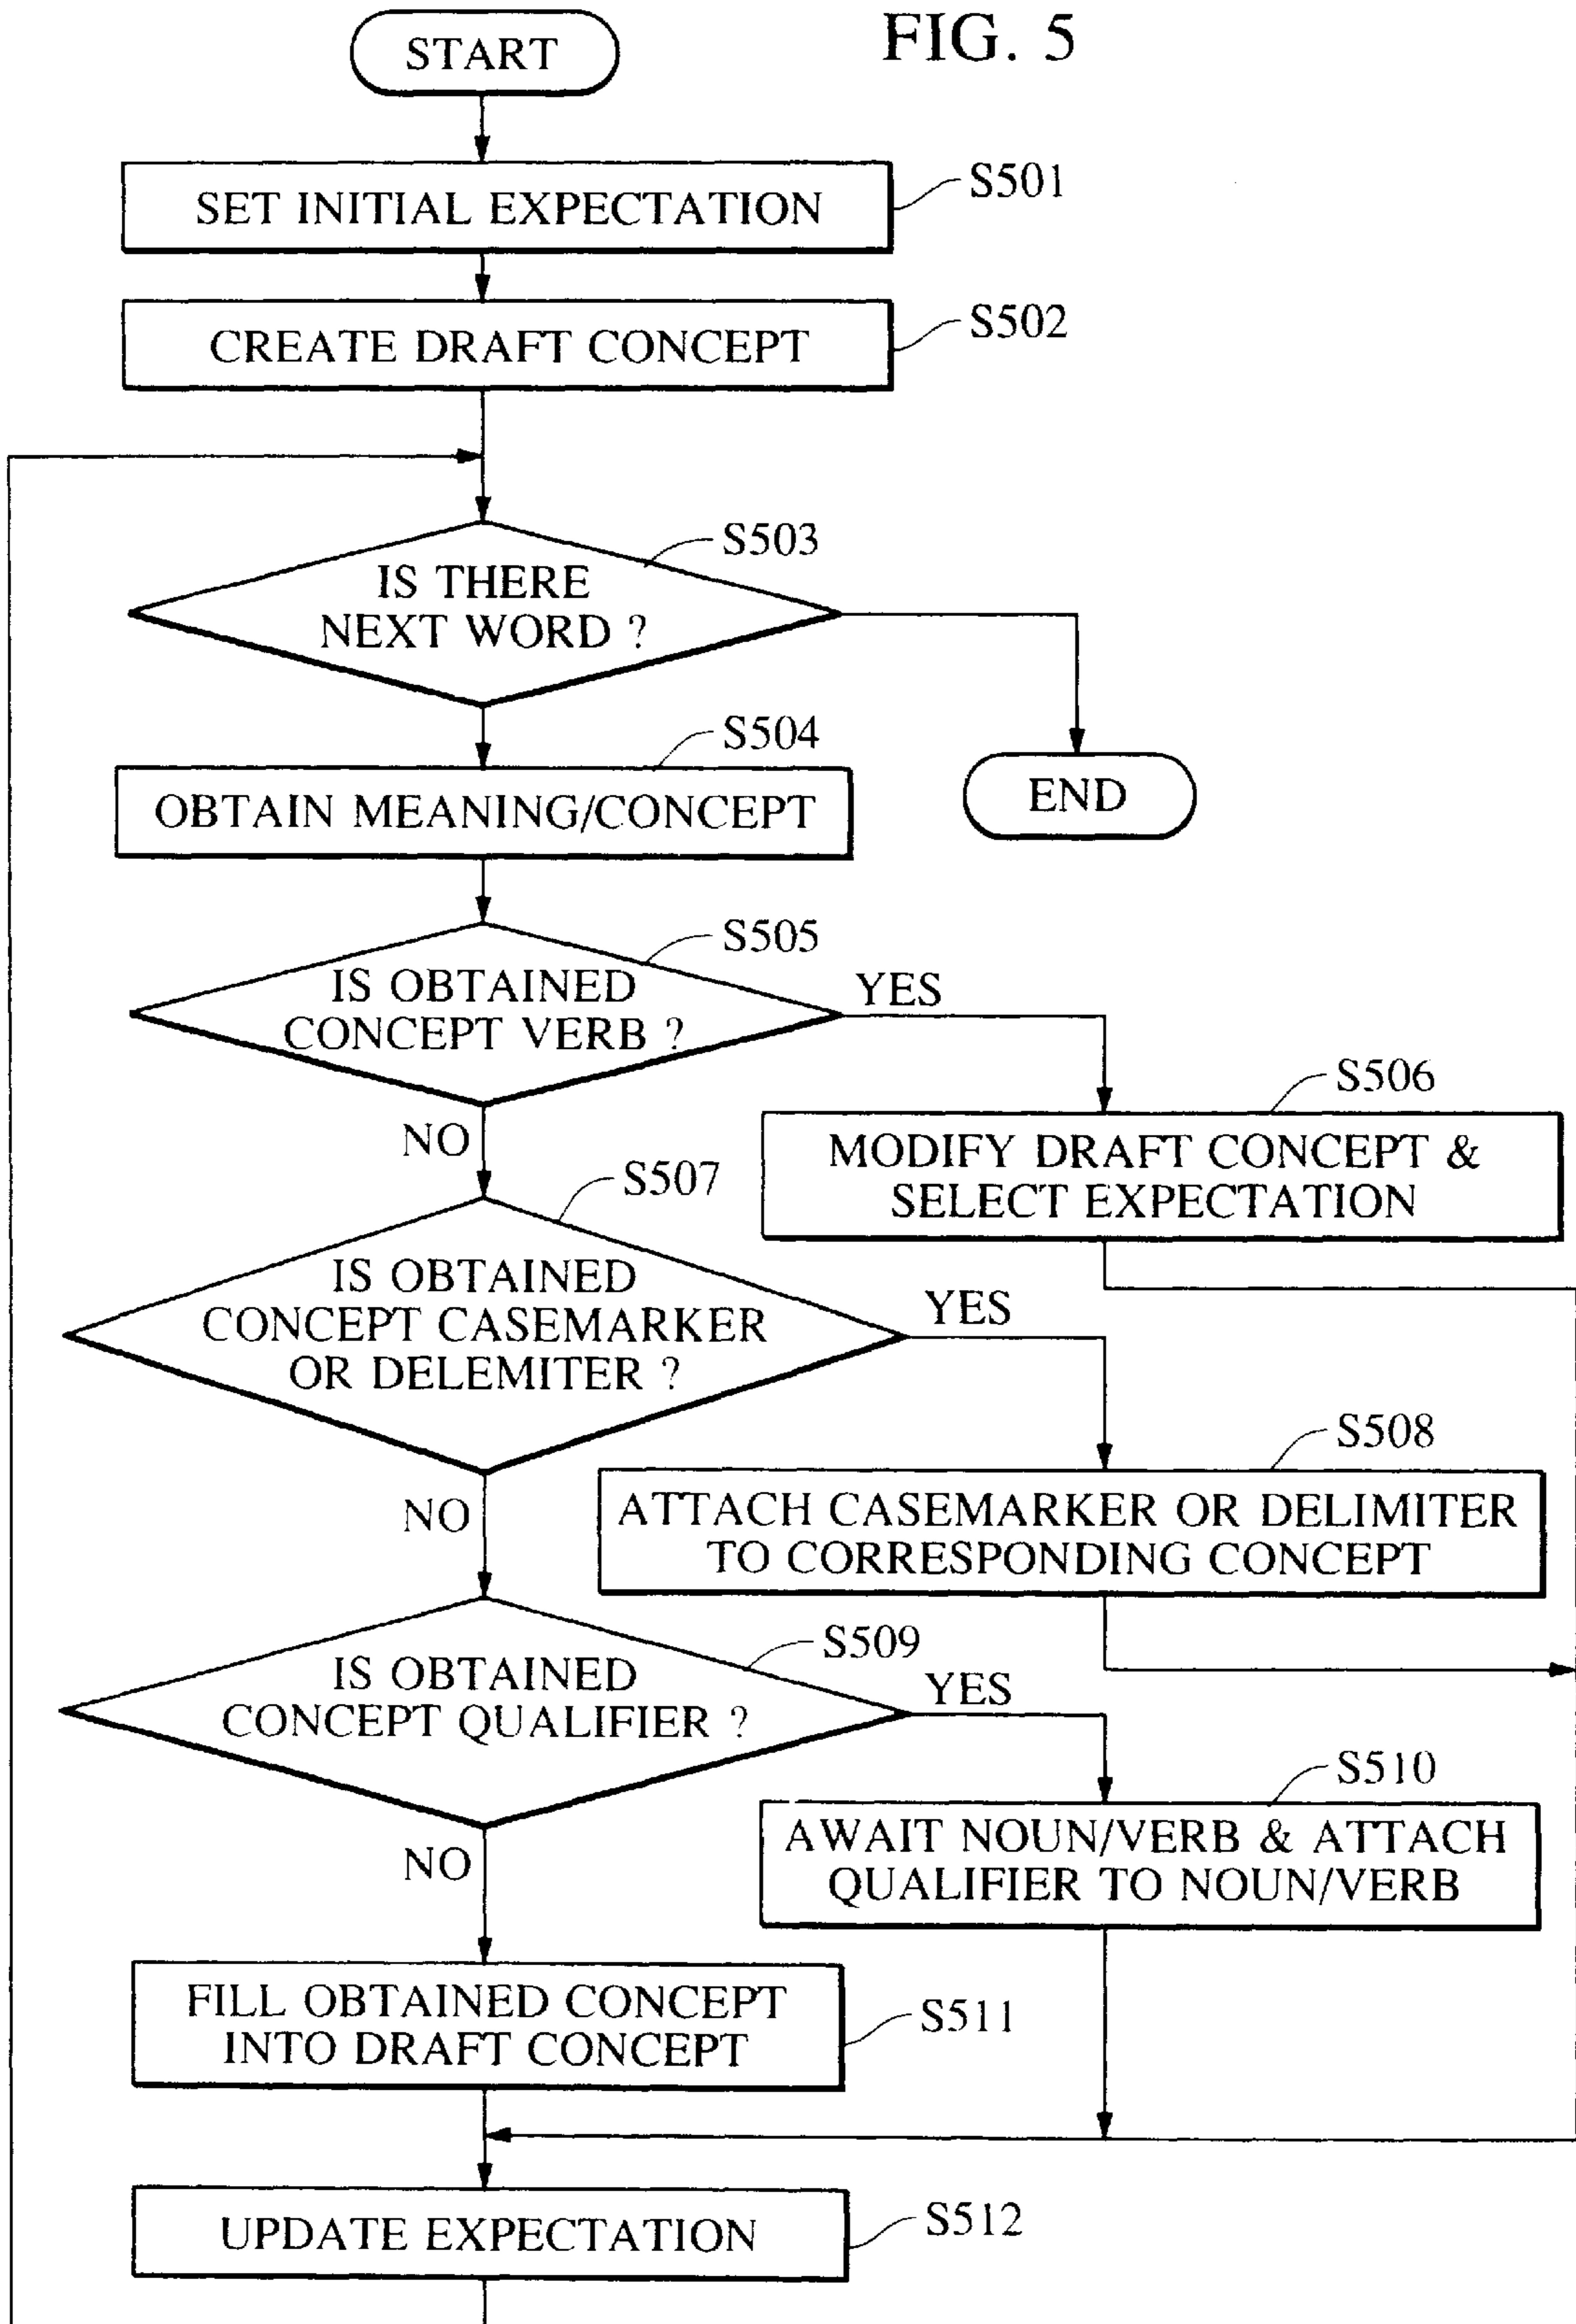 FIG. 5
START
SET INITIAL EXPECTATION
S501
CREATE DRAFT CONCEPT
S502
S503
IS THERE
NEXT WORD ?
S504
OBTAIN MEANING/CONCEPT
END
S505
IS OBTAINED
CONCEPT VERB ?
YES
NO
S506
MODIFY DRAFT CONCEPT &
SELECT EXPECTATION
S507
IS OBTAINED
CONCEPT CASEMARKER
OR DELEMITER ?
YES
NO
S508
ATTACH CASEMARKER OR DELIMITER
TO CORRESPONDING CONCEPT
S509
IS OBTAINED
CONCEPT QUALIFIER ?
YES
NO
S510
AWAIT NOUN/VERB & ATTACH
QUALIFIER TO NOUN/VERB
FILL OBTAINED CONCEPT
INTO DRAFT CONCEPT
S511
UPDATE EXPECTATION
S512